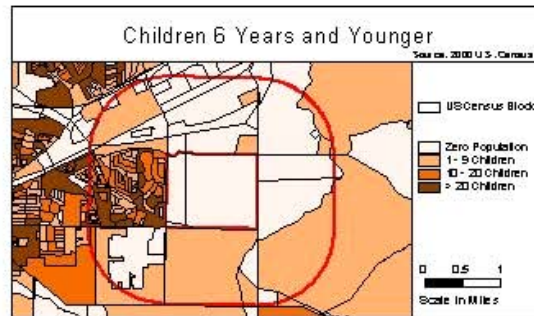 Children 6 Years and Younger
Source: 2000 U.S. Census
US Census Block
Zero Population
1 - 9 Children
10 - 20 Children
> 20 Children
0 0.5 1
Scale in Miles